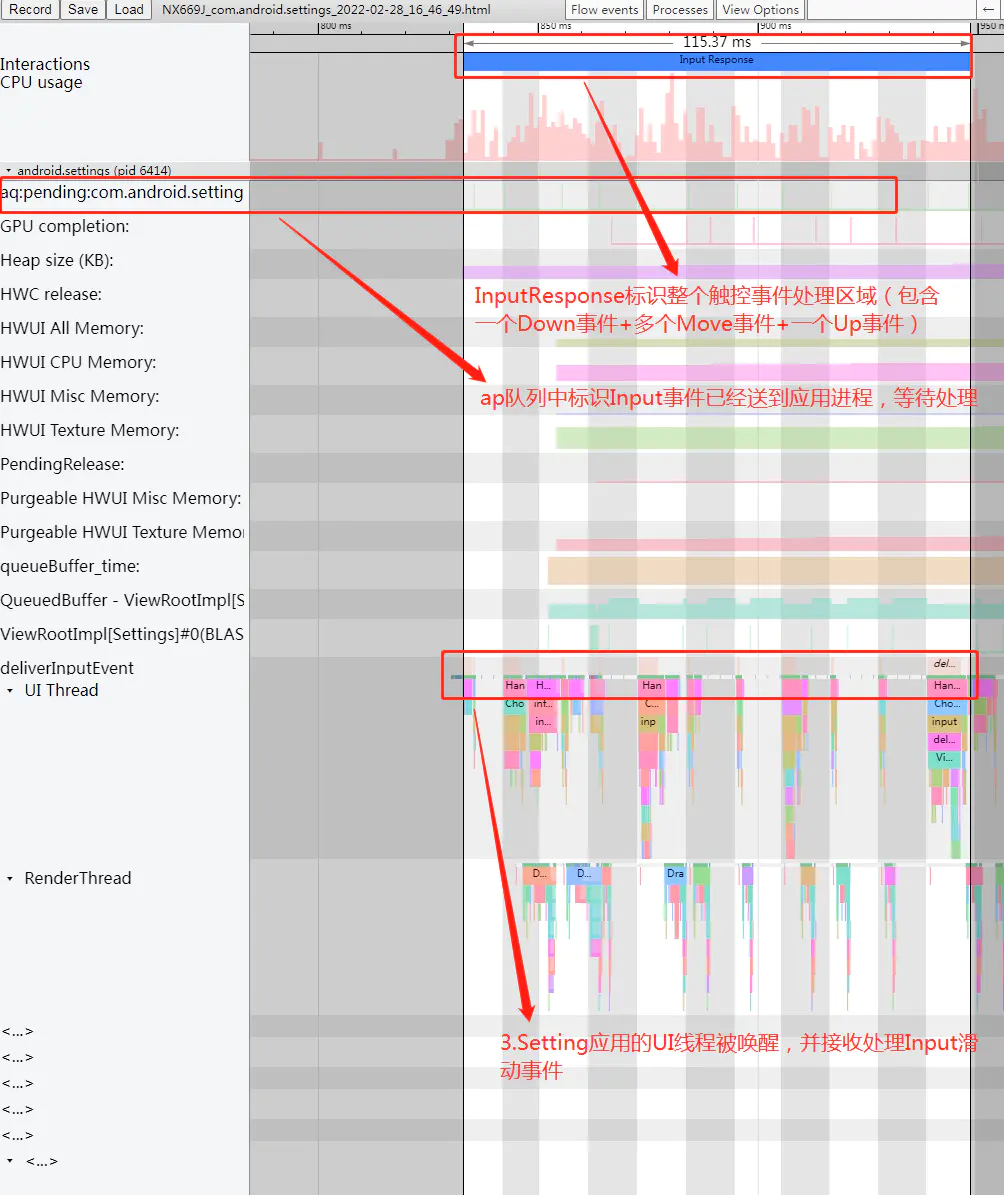 Record Save Load NX669J_com.android.settings_2022-02-28_16_46_49.html Flow events Processes View Options ←
800 ms 850 ms 900 ms
115.37 ms
Input Response
Interactions
CPU usage
android.settings (pid 6414)
aq:pending:com.android.setting
GPU completion:
Heap size (KB):
HWC release:
InputResponse标识整个触控事件处理区域（包含
一个Down事件+多个Move事件+一个Up事件）
HWUI All Memory:
HWUI CPU Memory:
HWUI Misc Memory:
ap队列中标识Input事件已经送到应用进程，等待处理
HWUI Texture Memory:
PendingRelease:
Purgeable HWUI Misc Memory:
Purgeable HWUI Texture Memo
queueBuffer_time:
QueuedBuffer - ViewRootImpl[S
ViewRootImpl[Settings]#0(BLAS
deliverInputEvent
del...
UI Thread
Han H... Han Han...
Cho inf... C... Cho...
in... inp input
del...
Vi...
RenderThread
D... D... Dra
<...>
3.Setting应用的UI线程被唤醒，并接收处理Input滑
动事件
<...>
<...>
<...>
<...>
<...>